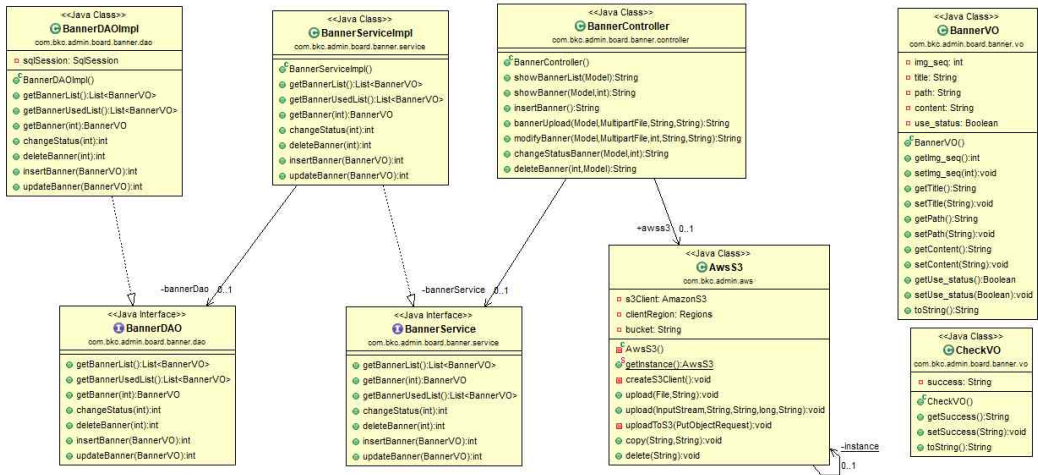 <<Java Class>>
BannerDAOImpl
com.bko.admin.board.banner.dao
sqlSession: SqlSession
BannerDAOImpl()
getBannerList():List<BannerVO>
getBannerUsedList():List<BannerVO>
getBanner(int):BannerVO
changeStatus(int):int
deleteBanner(int):int
insertBanner(BannerVO):int
updateBanner(BannerVO):int
<<Java Class>>
BannerServiceImpl
com.bko.admin.board.banner.service
BannerServiceImpl()
getBannerList():List<BannerVO>
getBannerUsedList():List<BannerVO>
getBanner(int):BannerVO
changeStatus(int):int
deleteBanner(int):int
insertBanner(BannerVO):int
updateBanner(BannerVO):int
<<Java Class>>
BannerController
com.bko.admin.board.banner.controller
BannerController()
showBannerList(Model):String
showBanner(Model,int):String
insertBanner():String
bannerUpload(Model,MultipartFile,String,String):String
modifyBanner(Model,MultipartFile,int,String,String):String
changeStatusBanner(Model,int):String
deleteBanner(int,Model):String
<<Java Class>>
BannerVO
com.bko.admin.board.banner.vo
img_seq: int
title: String
path: String
content: String
use_status: Boolean
BannerVO()
getImg_seq():int
setImg_seq(int):void
getTitle():String
setTitle(String):void
getPath():String
setPath(String):void
getContent():String
setContent(String):void
getUse_status():Boolean
setUse_status(Boolean):void
toString():String
-bannerDao 0..1
-bannerService 0..1
+awss3 0..1
<<Java Interface>>
BannerDAO
com.bko.admin.board.banner.dao
getBannerList():List<BannerVO>
getBannerUsedList():List<BannerVO>
getBanner(int):BannerVO
changeStatus(int):int
deleteBanner(int):int
insertBanner(BannerVO):int
updateBanner(BannerVO):int
<<Java Interface>>
BannerService
com.bko.admin.board.banner.service
getBannerList():List<BannerVO>
getBanner(int):BannerVO
getBannerUsedList():List<BannerVO>
changeStatus(int):int
deleteBanner(int):int
insertBanner(BannerVO):int
updateBanner(BannerVO):int
<<Java Class>>
AwsS3
com.bko.admin.aws
s3Client: AmazonS3
clientRegion: Regions
bucket: String
AwsS3()
getInstance():AwsS3
createS3Client():void
upload(File,String):void
upload(InputStream,String,String,long,String):void
uploadToS3(PutObjectRequest):void
copy(String,String):void
delete(String):void
-instance
0..1
<<Java Class>>
CheckVO
com.bko.admin.board.banner.vo
success: String
CheckVO()
getSuccess():String
setSuccess(String):void
toString():String